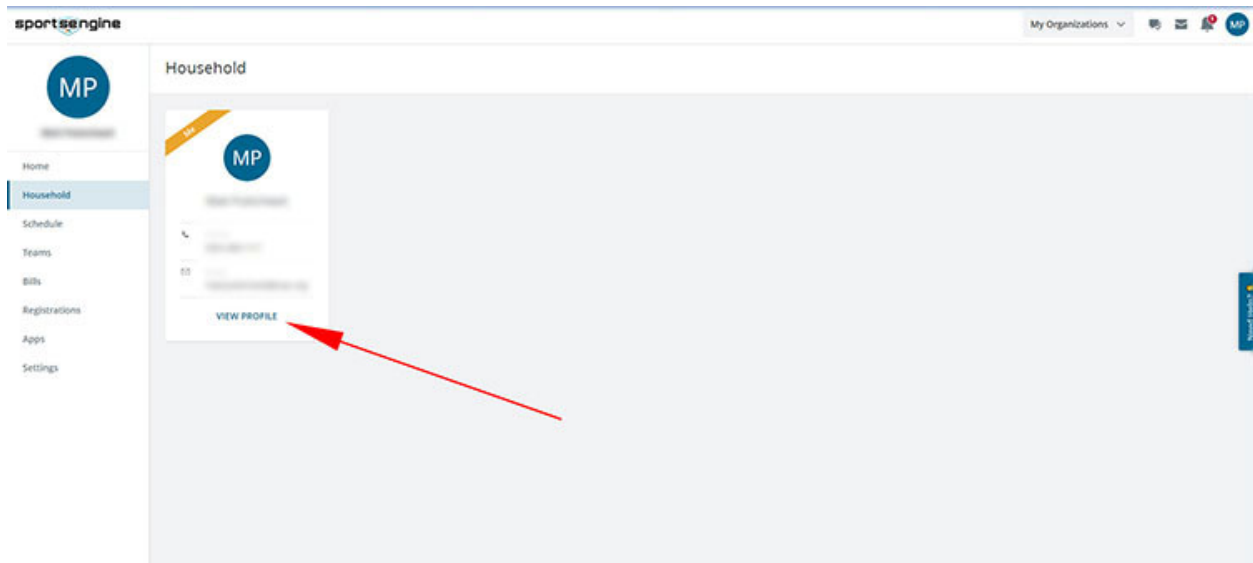 sportsengine
My Organizations
MP
MP
Household
Me
MP
Home
Household
Schedule
Teams
Bills
Registrations
Apps
Settings
VIEW PROFILE
Need Help?